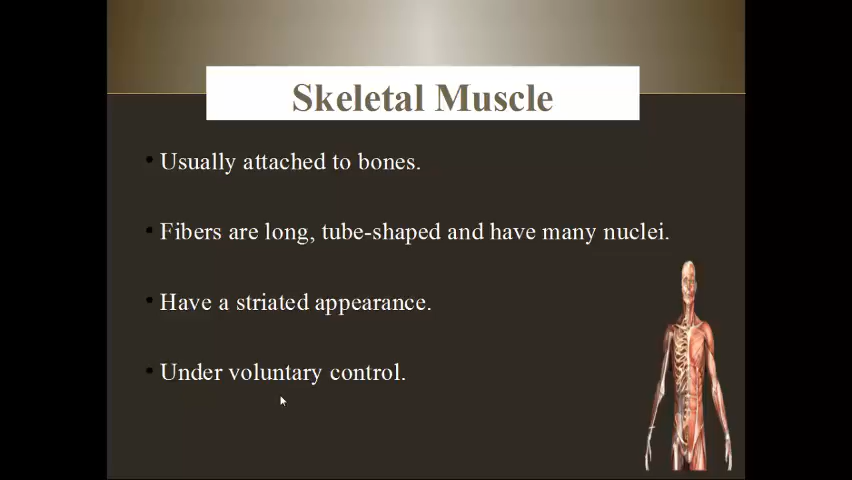 Skeletal Muscle
• Usually attached to bones.
• Fibers are long, tube-shaped and have many nuclei.
• Have a striated appearance.
• Under voluntary control.